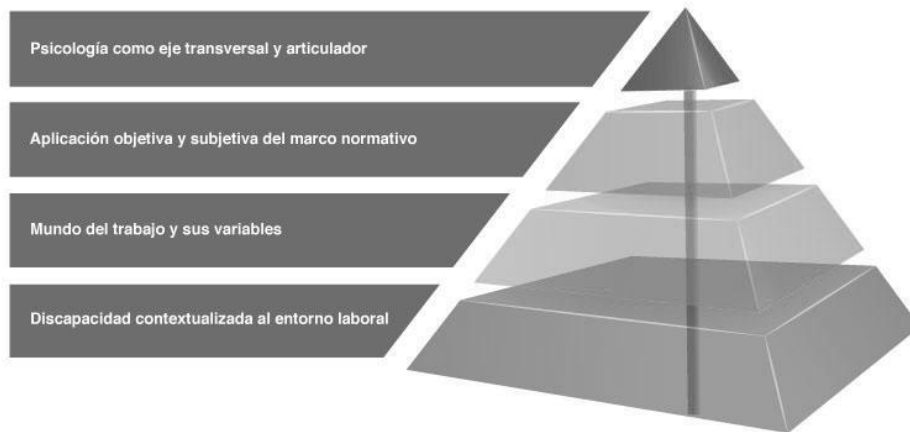 Psicología como eje transversal y articulador
Aplicación objetiva y subjetiva del marco normativo
Mundo del trabajo y sus variables
Discapacidad contextualizada al entorno laboral